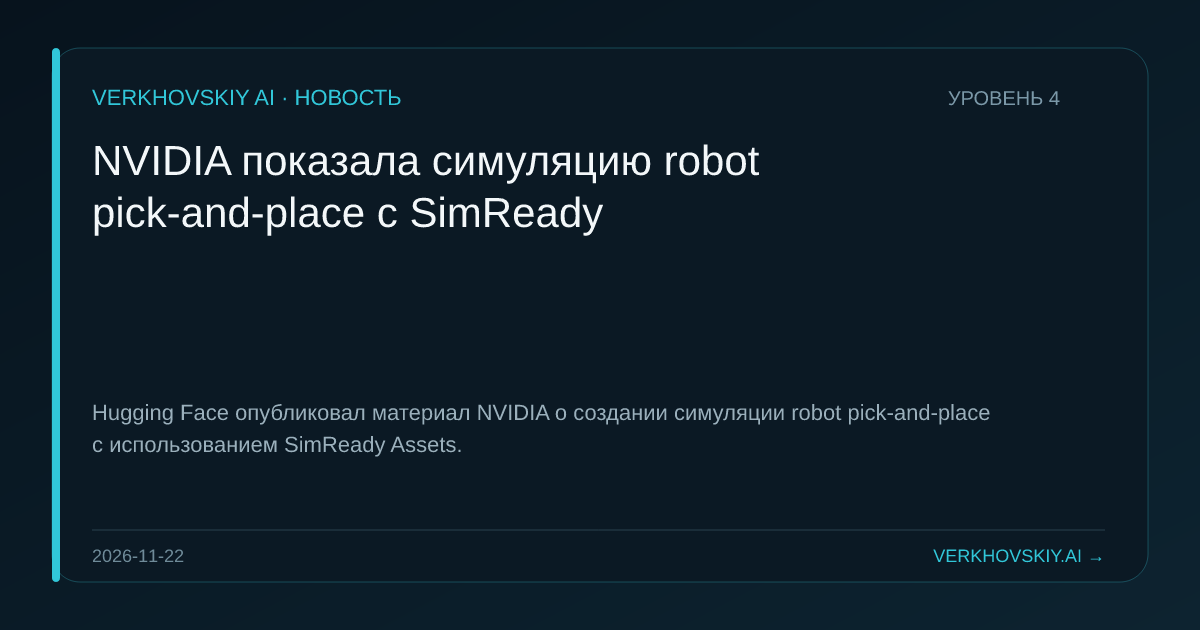 VERKHOVSKIY AI · НОВОСТЬ
УРОВЕНЬ 4
NVIDIA показала симуляцию robot
pick-and-place с SimReady
Hugging Face опубликовал материал NVIDIA о создании симуляции robot pick-and-place
с использованием SimReady Assets.
2026-11-22
VERKHOVSKIY.AI →